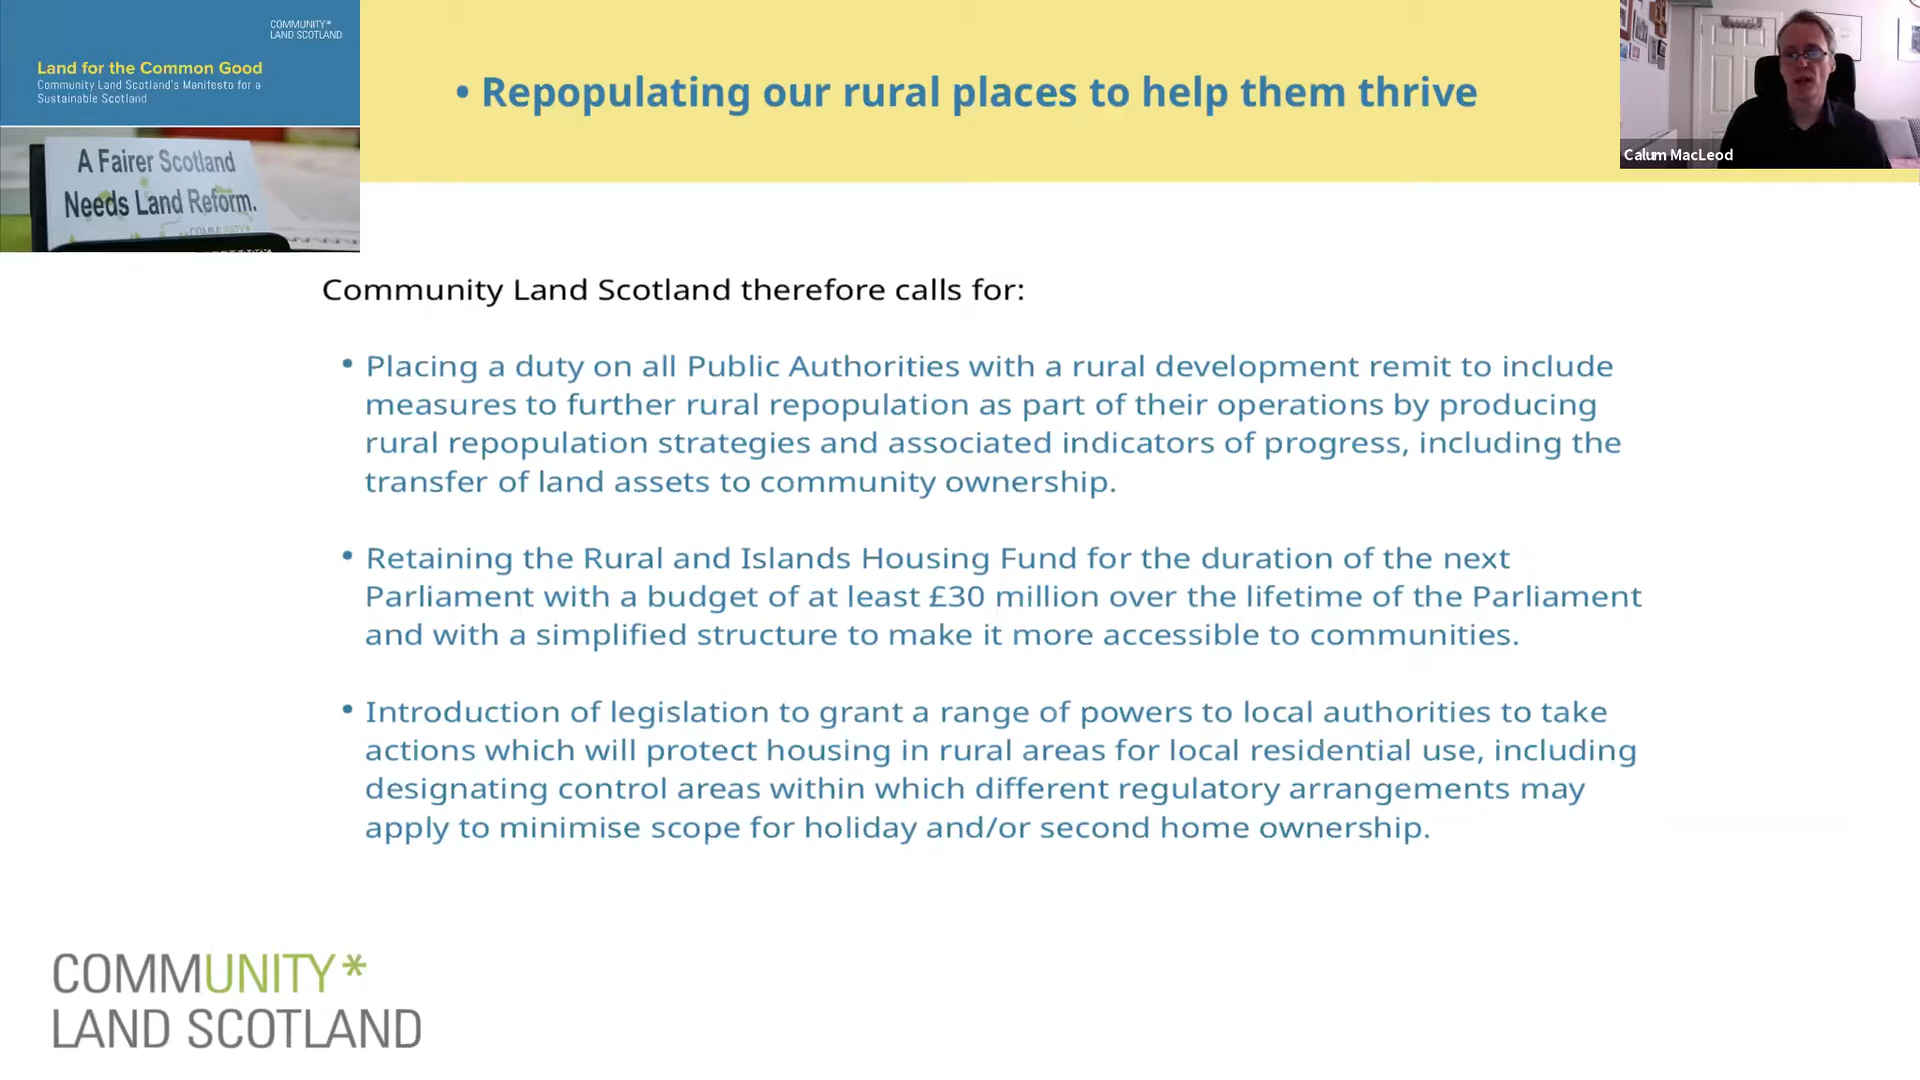 COMMUNITY*
LAND SCOTLAND
Land for the Common Good
Community Land Scotland's Manifesto for a
Sustainable Scotland
A Fairer Scotland
Needs Land Reform.
COMMUNITY*
• Repopulating our rural places to help them thrive
Calum MacLeod
Community Land Scotland therefore calls for:
• Placing a duty on all Public Authorities with a rural development remit to include
measures to further rural repopulation as part of their operations by producing
rural repopulation strategies and associated indicators of progress, including the
transfer of land assets to community ownership.
• Retaining the Rural and Islands Housing Fund for the duration of the next
Parliament with a budget of at least £30 million over the lifetime of the Parliament
and with a simplified structure to make it more accessible to communities.
• Introduction of legislation to grant a range of powers to local authorities to take
actions which will protect housing in rural areas for local residential use, including
designating control areas within which different regulatory arrangements may
apply to minimise scope for holiday and/or second home ownership.
COMMUNITY*
LAND SCOTLAND